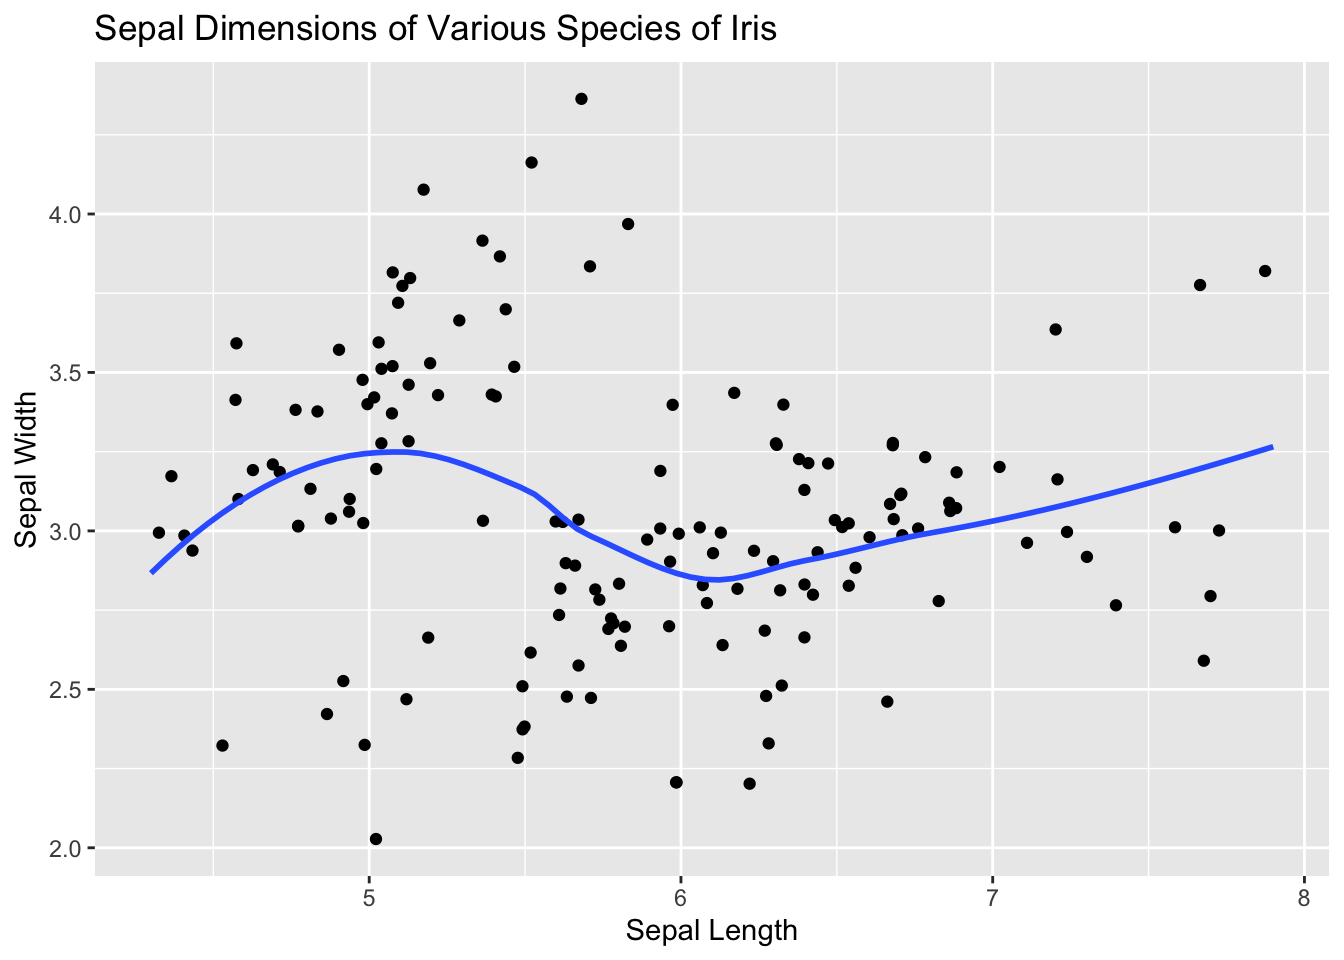 Sepal Dimensions of Various Species of Iris
Sepal Width
4.0
3.5
3.0
2.5
2.0
5 6 7 8
Sepal Length